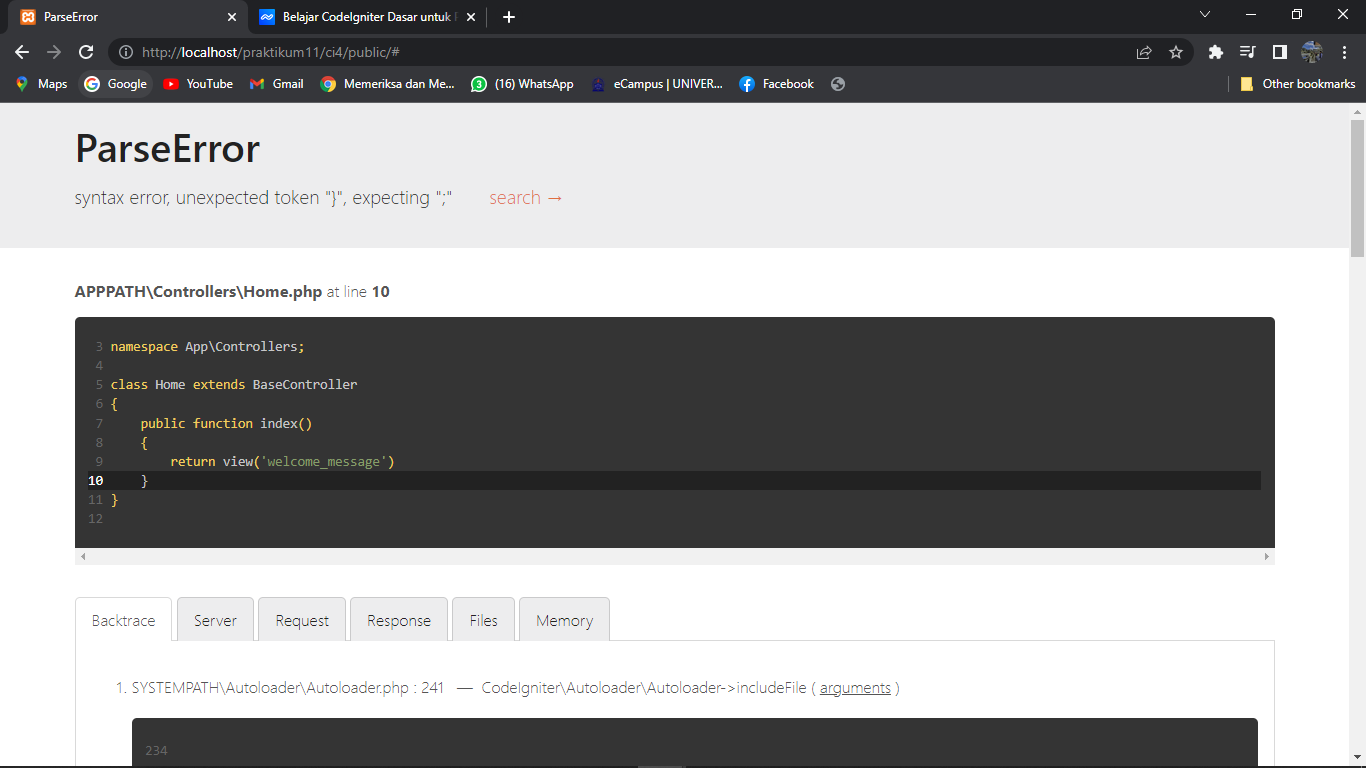 ParseError
Belajar CodeIgniter Dasar untuk
http://localhost/praktikum11/ci4/public/#
Maps Google YouTube Gmail Memeriksa dan Me... (16) WhatsApp eCampus | UNIVER... Facebook Other bookmarks
ParseError
syntax error, unexpected token "}", expecting ";" search →
APPPATH\Controllers\Home.php at line 10
3 namespace App\Controllers;
4
5 class Home extends BaseController
6 {
7 public function index()
8 {
9 return view('welcome_message')
10 }
11 }
12
Backtrace Server Request Response Files Memory
1. SYSTEMPATH\Autoloader\Autoloader.php : 241 — CodeIgniter\Autoloader\Autoloader->includeFile ( arguments )
234